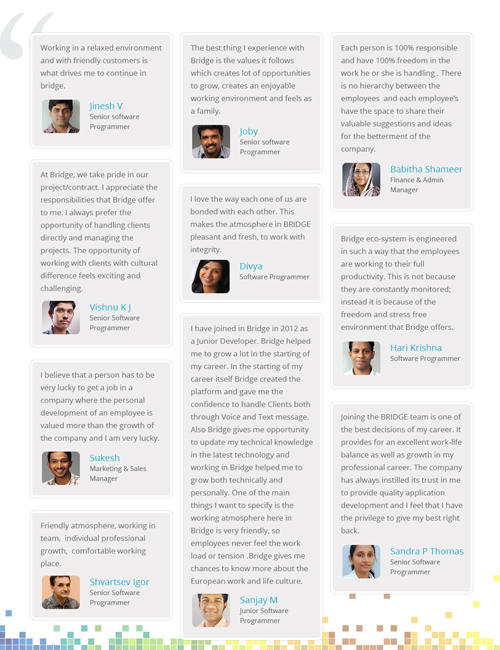 Working in a relaxed environment
and with friendly customers is
what drives me to continue in
bridge.
Jinesh V
Senior software
Programmer
At Bridge, we take pride in our
project/contract. I appreciate the
responsibilities that Bridge offer
to me. I always prefer the
opportunity of handling clients
directly and managing the
projects. The opportunity of
working with clients with cultural
difference feels exciting and
challenging.
Vishnu K J
Senior Software
Programmer
I believe that a person has to be
very lucky to get a job in a
company where the personal
development of an employee is
valued more than the growth of
the company and I am very lucky.
Sukesh
Marketing & Sales
Manager
Friendly atmosphere, working in
team, individual professional
growth, comfortable working
place.
Shvartsev Igor
Senior Software
Programmer
The best thing I experience with
Bridge is the values it follows
which creates lot of opportunities
to grow, creates an enjoyable
working environment and feels as
a family.
Joby
Senior software
Programmer
I love the way each one of us are
bonded with each other. This
makes the atmosphere in BRIDGE
pleasant and fresh, to work with
integrity.
Divya
Software Programmer
I have joined in Bridge in 2012 as
a Junior Developer. Bridge helped
me to grow a lot in the starting of
my career. In the starting of my
career itself Bridge created the
platform and gave me the
confidence to handle Clients both
through Voice and Text message.
Also Bridge gives me opportunity
to update my technical knowledge
in the latest technology and
working in Bridge helped me to
grow both technically and
personally. One of the main
things I want to specify is the
working atmosphere here in
Bridge is very friendly, so
employees never feel the work
load or tension .Bridge gives me
chances to know more about the
European work and life culture.
Sanjay M
Junior Software
Programmer
Each person is 100% responsible
and have 100% freedom in the
work he or she is handling . There
is no hierarchy between the
employees and each employee's
have the space to share their
valuable suggestions and ideas
for the betterment of the
company.
Babitha Shameer
Finance & Admin
Manager
Bridge eco-system is engineered
in such a way that the employees
are working to their full
productivity. This is not because
they are constantly monitored;
instead it is because of the
freedom and stress free
environment that Bridge offers.
Hari Krishna
Software Programmer
Joining the BRIDGE team is one of
the best decisions of my career. It
provides for an excellent work-life
balance as well as growth in my
professional career. The company
has always instilled its trust in me
to provide quality application
development and I feel that I have
the privilege to give my best right
back.
Sandra P Thomas
Senior Software
Programmer